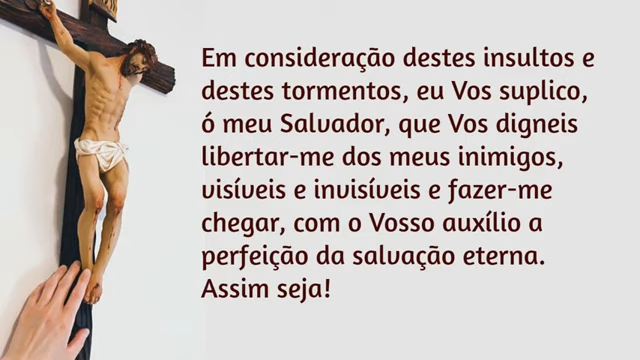 Em consideração destes insultos e
destes tormentos, eu Vos suplico,
ó meu Salvador, que Vos digneis
libertar-me dos meus inimigos,
visíveis e invisíveis e fazer-me
chegar, com o Vosso auxílio a
perfeição da salvação eterna.
Assim seja!